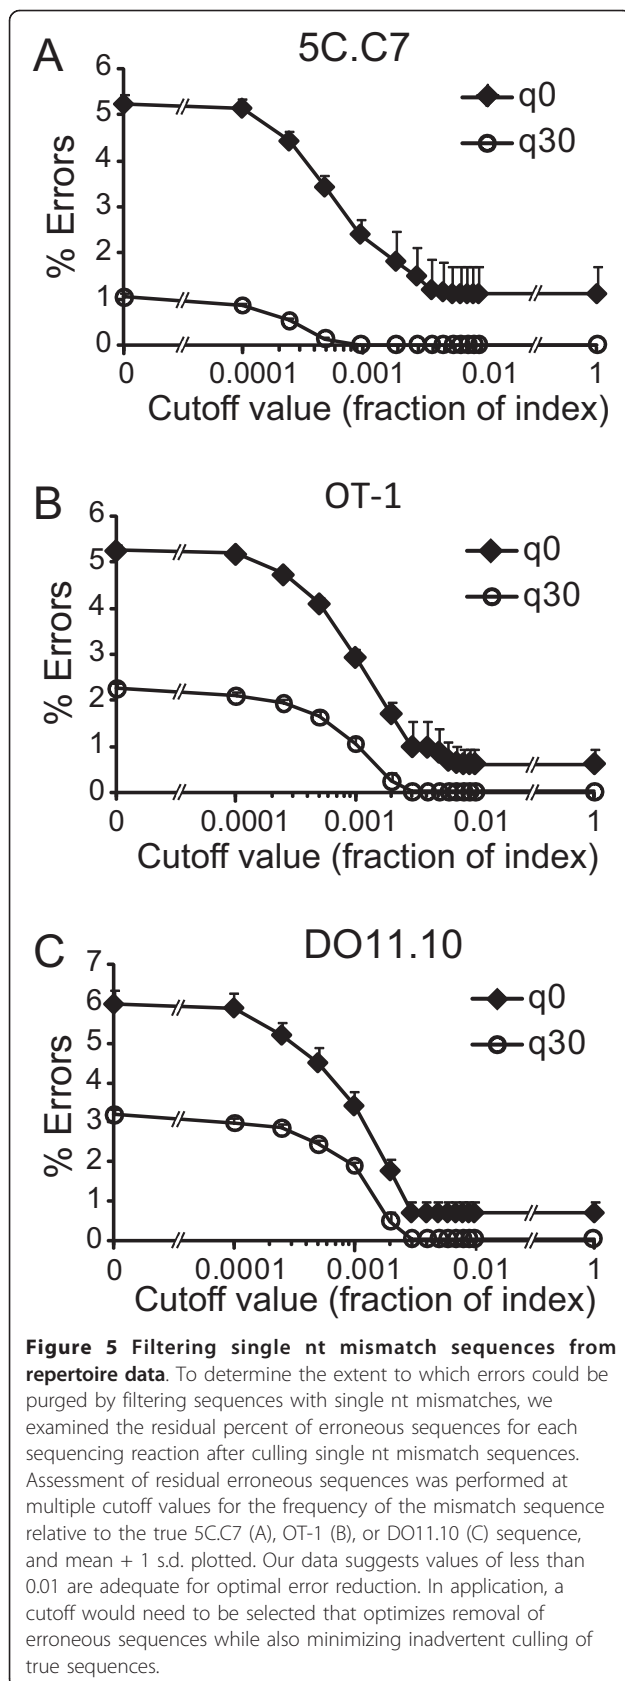 A
5C.C7
6
5
4
3
2
1
0
% Errors
q0
q30
0
0.0001
0.001
0.01
1
Cutoff value (fraction of index)
B
OT-1
6
5
4
3
2
1
0
% Errors
q0
q30
0
0.0001
0.001
0.01
1
Cutoff value (fraction of index)
C
DO11.10
7
6
5
4
3
2
1
0
% Errors
q0
q30
0
0.0001
0.001
0.01
1
Cutoff value (fraction of index)
Figure 5 Filtering single nt mismatch sequences from
repertoire data. To determine the extent to which errors could be
purged by filtering sequences with single nt mismatches, we
examined the residual percent of erroneous sequences for each
sequencing reaction after culling single nt mismatch sequences.
Assessment of residual erroneous sequences was performed at
multiple cutoff values for the frequency of the mismatch sequence
relative to the true 5C.C7 (A), OT-1 (B), or DO11.10 (C) sequence,
and mean + 1 s.d. plotted. Our data suggests values of less than
0.01 are adequate for optimal error reduction. In application, a
cutoff would need to be selected that optimizes removal of
erroneous sequences while also minimizing inadvertent culling of
true sequences.